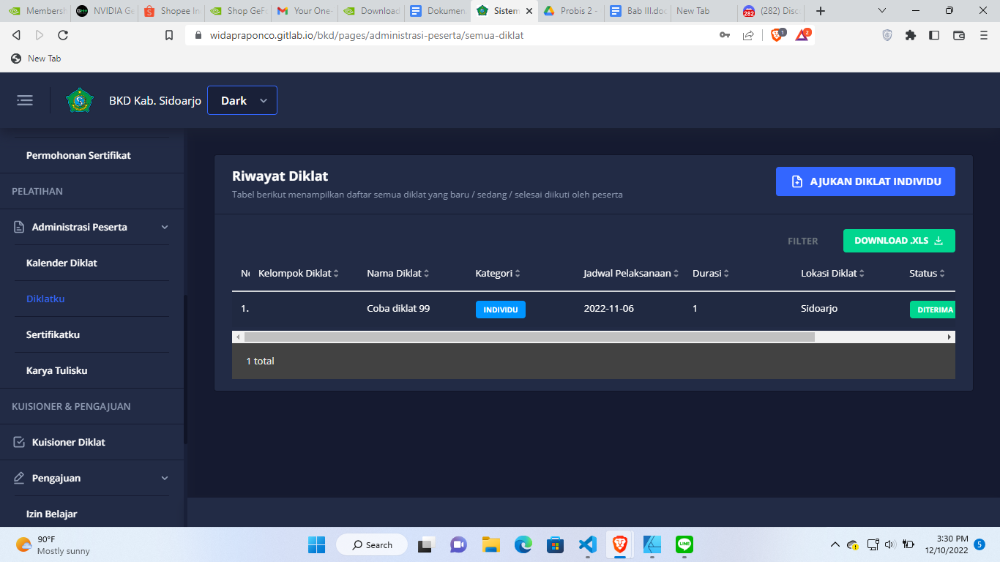 Membersh
NVIDIA Ge
Shopee In
Shop GeFo
Your One-
Download
Dokumen
Sistem
Probis 2 -
Bab III.doc
New Tab
(282) Disc
widapraponco.gitlab.io/bkd/pages/administrasi-peserta/semua-diklat
1
2
New Tab
BKD Kab. Sidoarjo
Dark
Permohonan Sertifikat
PELATIHAN
Administrasi Peserta
Kalender Diklat
Diklatku
Sertifikatku
Karya Tulisku
KUISIONER & PENGAJUAN
Kuisioner Diklat
Pengajuan
Izin Belajar
Riwayat Diklat
Tabel berikut menampilkan daftar semua diklat yang baru / sedang / selesai diikuti oleh peserta
AJUKAN DIKLAT INDIVIDU
FILTER
DOWNLOAD .XLS
Kelompok Diklat Nama Diklat Kategori Jadwal Pelaksanaan Durasi Lokasi Diklat Status
1. Coba diklat 99 INDIVIDU 2022-11-06 1 Sidoarjo DITERIMA
1 total
90°F
Mostly sunny
Search
LINE
3:30 PM
12/10/2022
5